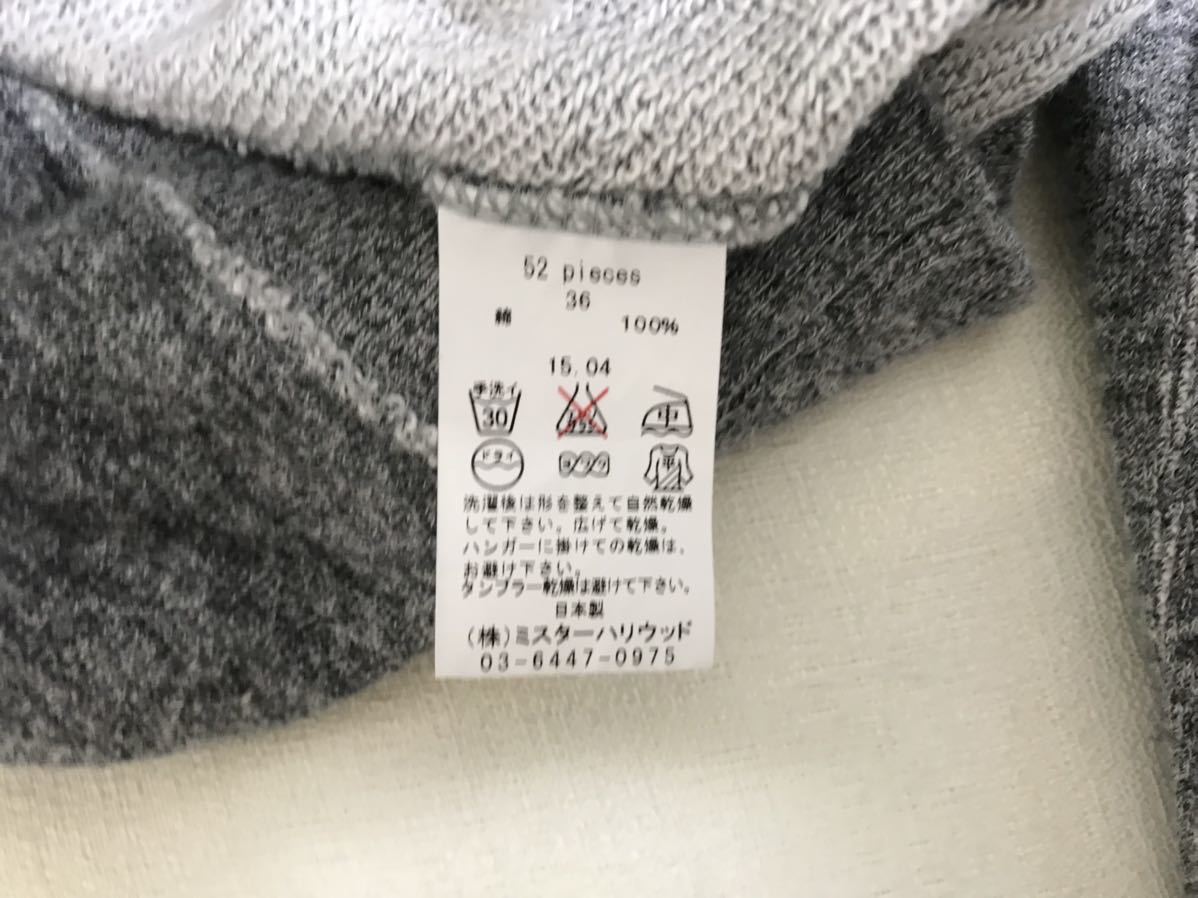 52 pieces
36
綿 100%
15.04
手洗イ
30
中
ドライ
平
洗濯後は形を整えて自然乾燥
して下さい。広げて乾燥。
ハンガーに掛けての乾燥は、
お避け下さい。
タンブラー乾燥は避けて下さい。
日本製
(株)ミスターハリウッド
03-6447-0975